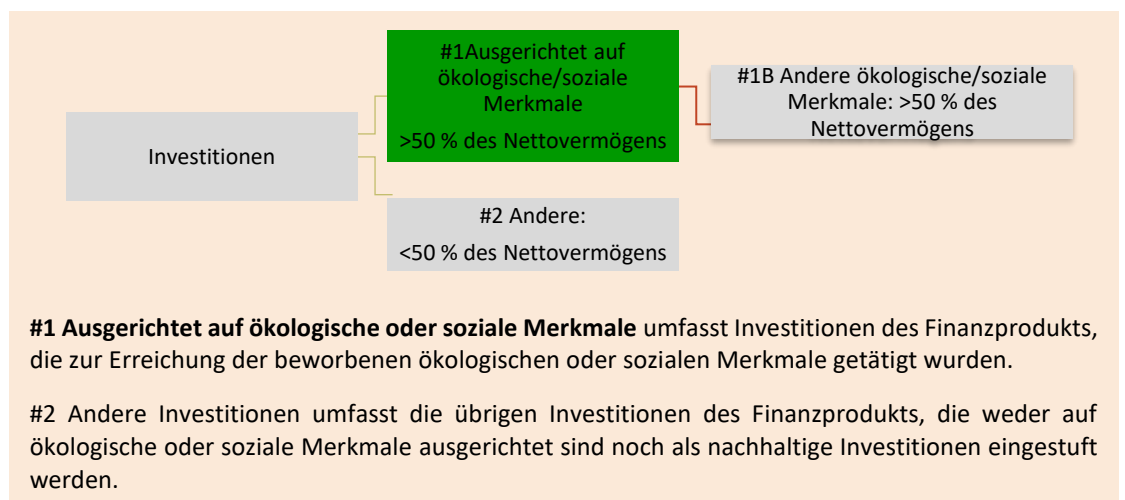 #1Ausgerichtet auf
ökologische/soziale
Merkmale
>50 % des Nettovermögens
#1B Andere ökologische/soziale
Merkmale: >50 % des
Nettovermögens
Investitionen
#2 Andere:
<50 % des Nettovermögens
#1 Ausgerichtet auf ökologische oder soziale Merkmale umfasst Investitionen des Finanzprodukts,
die zur Erreichung der beworbenen ökologischen oder sozialen Merkmale getätigt wurden.
#2 Andere Investitionen umfasst die übrigen Investitionen des Finanzprodukts, die weder auf
ökologische oder soziale Merkmale ausgerichtet sind noch als nachhaltige Investitionen eingestuft
werden.